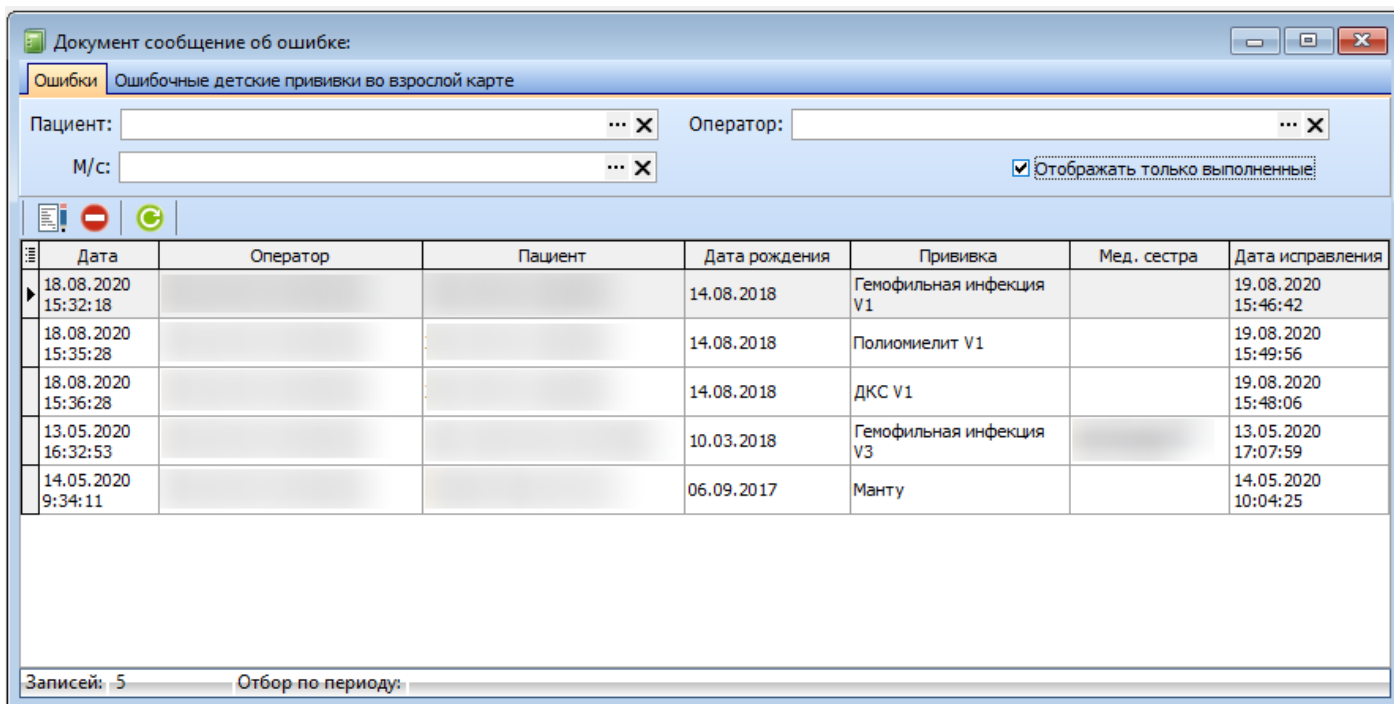 Документ сообщение об ошибке:
Ошибки Ошибочные детские прививки во взрослой карте
Пациент: Оператор:
М/с: Отображать только выполненные
Дата Оператор Пациент Дата рождения Прививка Мед. сестра Дата исправления
18.08.2020 Гемофильная инфекция 19.08.2020
15:32:18 14.08.2018 V1 15:46:42
18.08.2020 19.08.2020
15:35:28 14.08.2018 Полиомиелит V1 15:49:56
18.08.2020 19.08.2020
15:36:28 14.08.2018 ДКС V1 15:48:06
13.05.2020 Гемофильная инфекция 13.05.2020
16:32:53 10.03.2018 V3 17:07:59
14.05.2020 14.05.2020
9:34:11 06.09.2017 Манту 10:04:25
Записей: 5 Отбор по периоду: